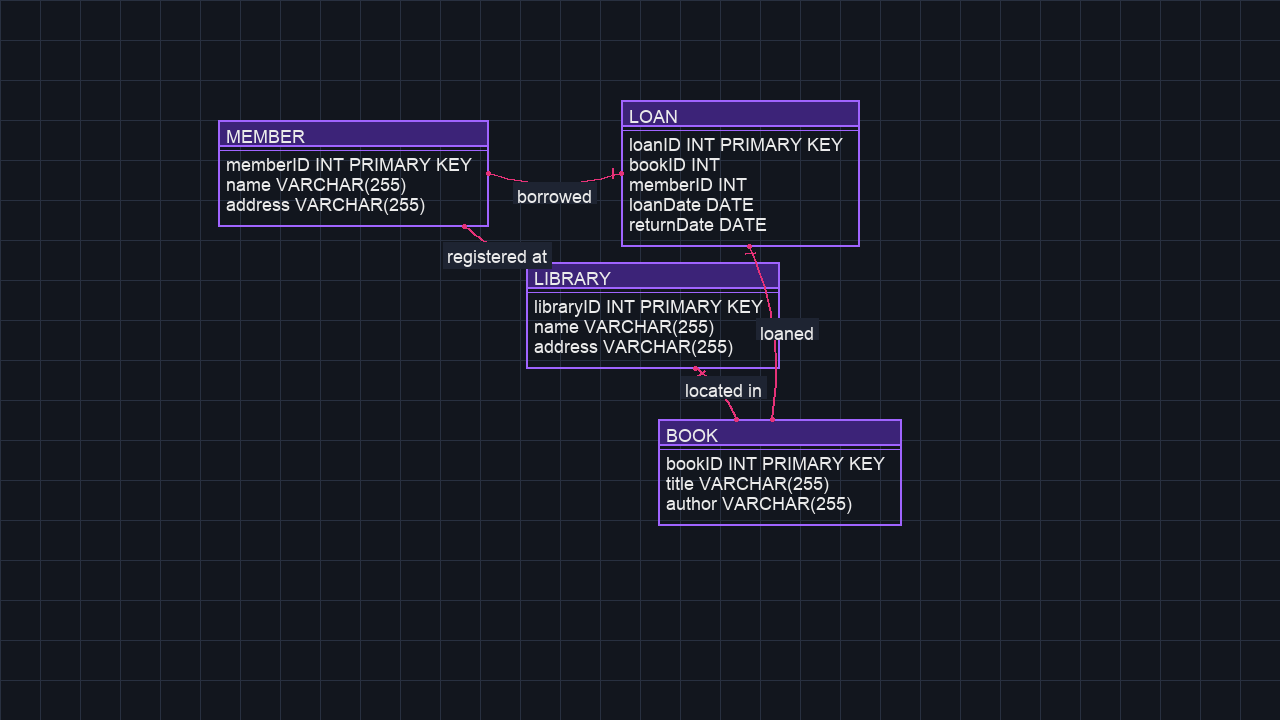 MEMBER
memberID INT PRIMARY KEY
name VARCHAR(255)
address VARCHAR(255)
borrowed
LOAN
loanID INT PRIMARY KEY
bookID INT
memberID INT
loanDate DATE
returnDate DATE
registered at
LIBRARY
libraryID INT PRIMARY KEY
name VARCHAR(255)
address VARCHAR(255)
loaned
located in
BOOK
bookID INT PRIMARY KEY
title VARCHAR(255)
author VARCHAR(255)